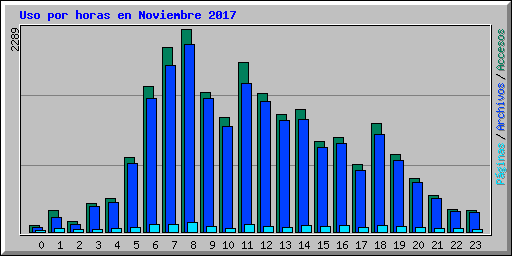 Uso por horas en Noviembre 2017
2289
Páginas / Archivos / Accesos
0 1 2 3 4 5 6 7 8 9 10 11 12 13 14 15 16 17 18 19 20 21 22 23